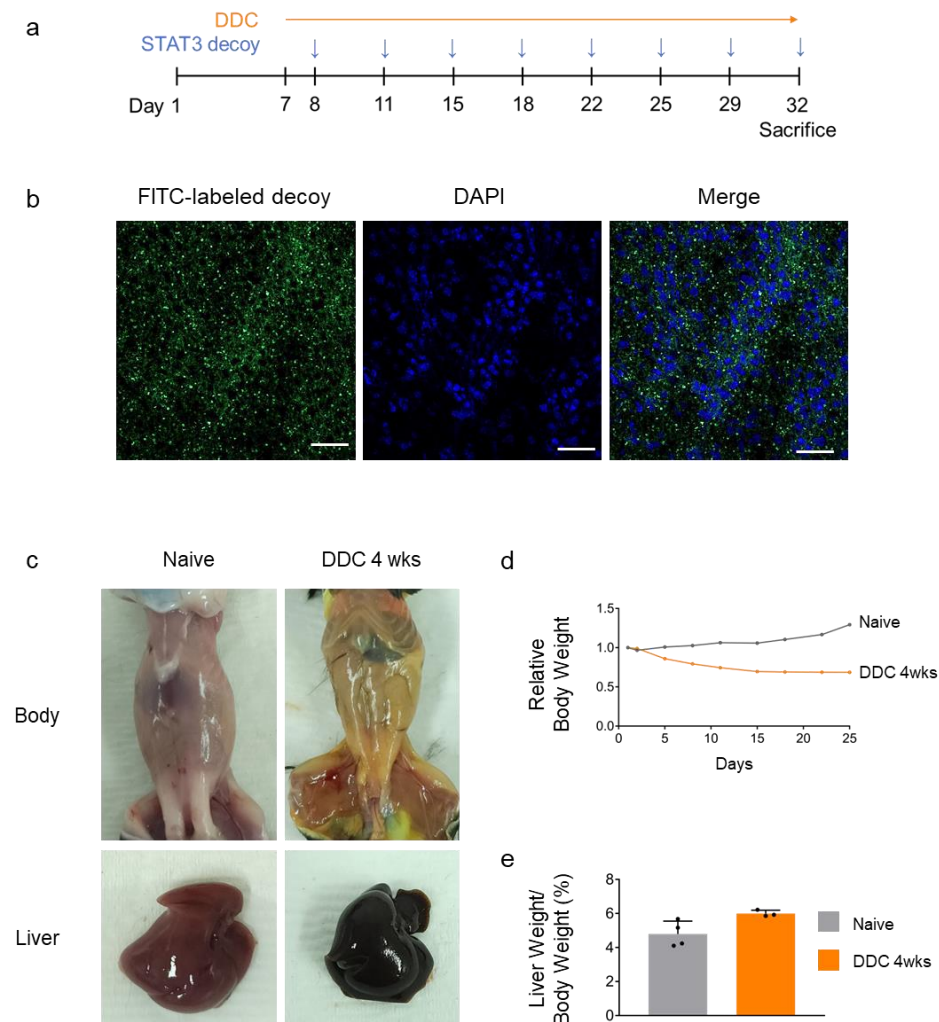 a
DDC
STAT3 decoy
Day 1 7 8 11 15 18 22 25 29 32
Sacrifice
b
FITC-labeled decoy DAPI Merge
c
Naive DDC 4 wks
Body
Liver
d
Relative
Body Weight
1.5
1.0
0.5
0.0
Naive
DDC 4wks
0 5 10 15 20 25
Days
e
Liver Weight/
Body Weight (%)
8
6
4
2
0
Naive
DDC 4wks